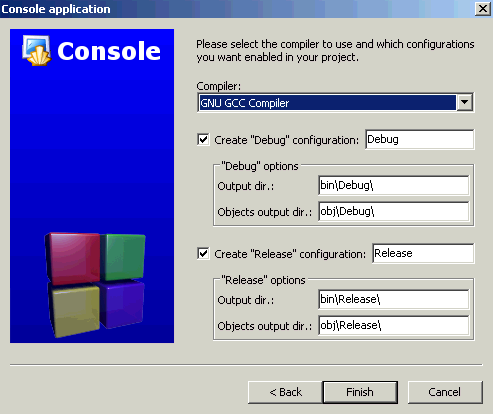 Console application
Console
Please select the compiler to use and which configurations
you want enabled in your project.
Compiler:
GNU GCC Compiler
Create "Debug" configuration: Debug
"Debug" options
Output dir.: bin\Debug\
Objects output dir.: obj\Debug\
Create "Release" configuration: Release
"Release" options
Output dir.: bin\Release\
Objects output dir.: obj\Release\
< Back Finish Cancel